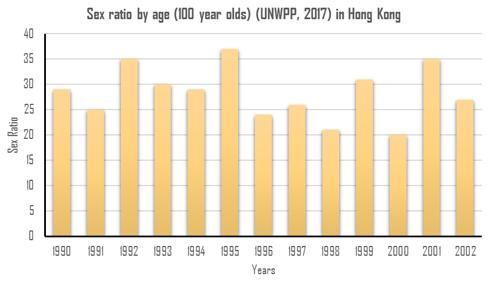 Sex ratio by age (100 year olds) (UNWPP, 2017) in Hong Kong
40
35
30
25
20
15
10
5
0
Sex Ratio
1990 1991 1992 1993 1994 1995 1996 1997 1998 1999 2000 2001 2002
Years